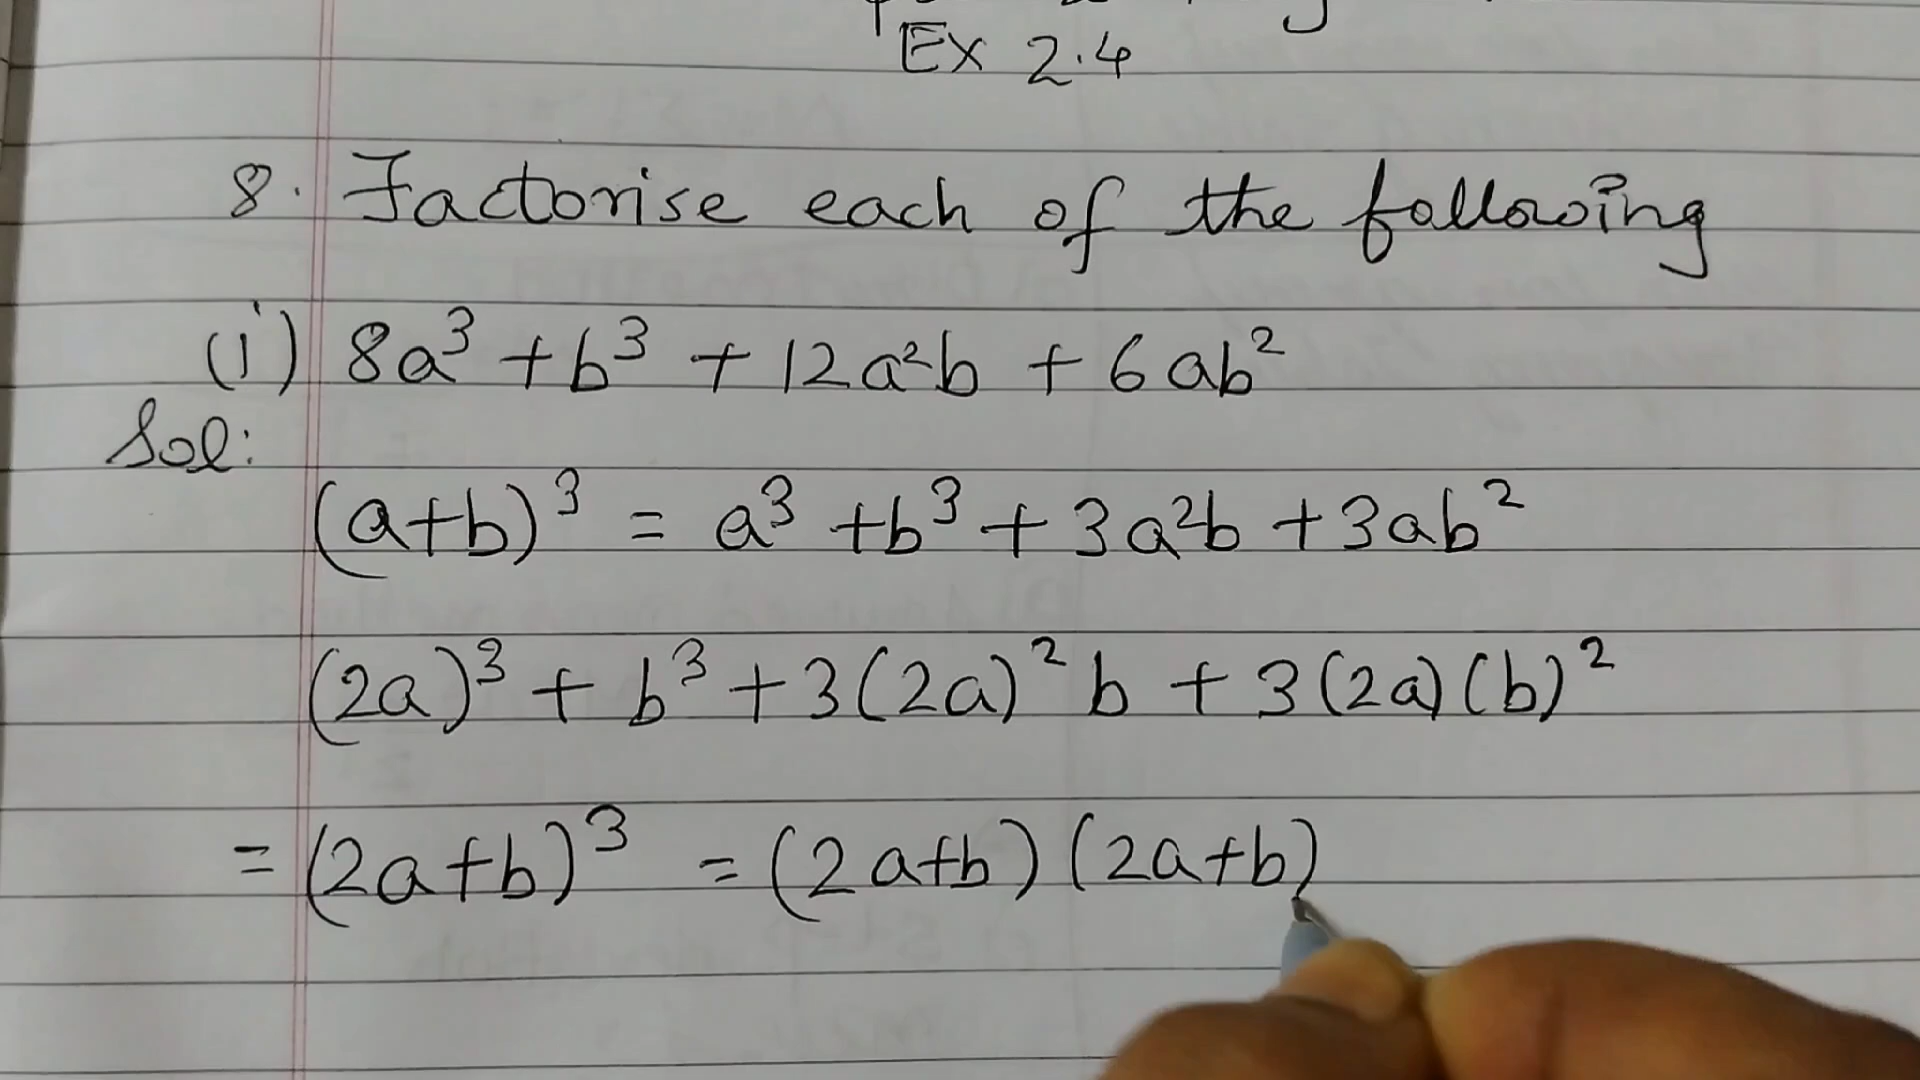 Ex 2.4
8. Factorise each of the following
(i) 8a³ + b³ + 12a²b + 6ab²
Sol:
(a+b)³ = a³ + b³ + 3a²b + 3ab²
(2a)³ + b³ + 3(2a)²b + 3(2a)(b)²
= (2a+b)³ = (2a+b)(2a+b)